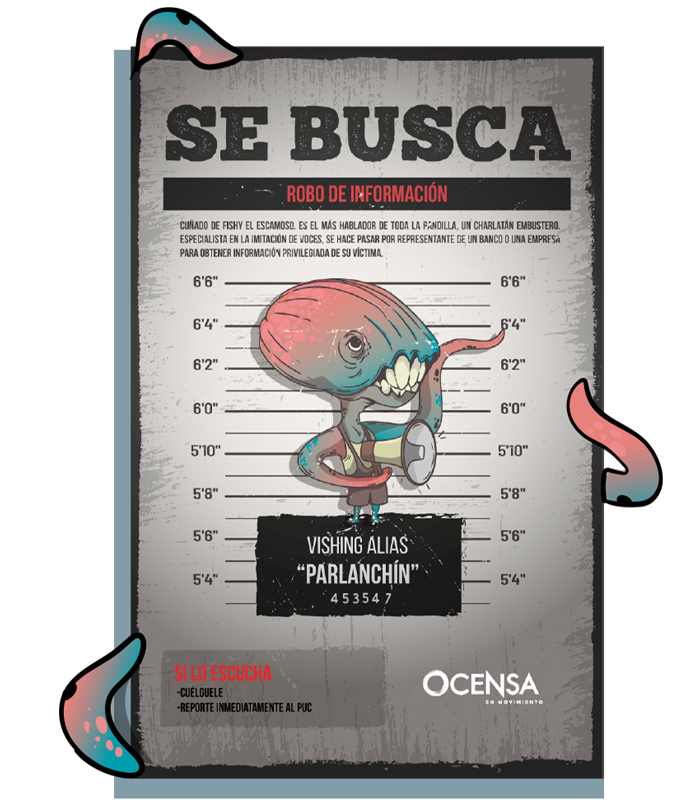 SE BUSCA
ROBO DE INFORMACIÓN
CUÑADO DE FISHY EL ESCAMOSO. ES EL MÁS HABLADOR DE TODA LA PANDILLA, UN CHARLATÁN EMBUSTERO.
ESPECIALISTA EN LA IMITACIÓN DE VOCES, SE HACE PASAR POR REPRESENTANTE DE UN BANCO O UNA EMPRESA
PARA OBTENER INFORMACIÓN PRIVILEGIADA DE SU VÍCTIMA.
6'6" 6'6"
6'4" 6'4"
6'2" 6'2"
6'0" 6'0"
5'10" 5'10"
5'8" 5'8"
5'6" 5'6"
5'4" 5'4"
VISHING ALIAS
“PARLANCHÍN”
453547
SI LO ESCUCHA
-CUÉLGUELE
-REPORTE INMEDIATAMENTE AL PUC
OCENSA
EN MOVIMIENTO